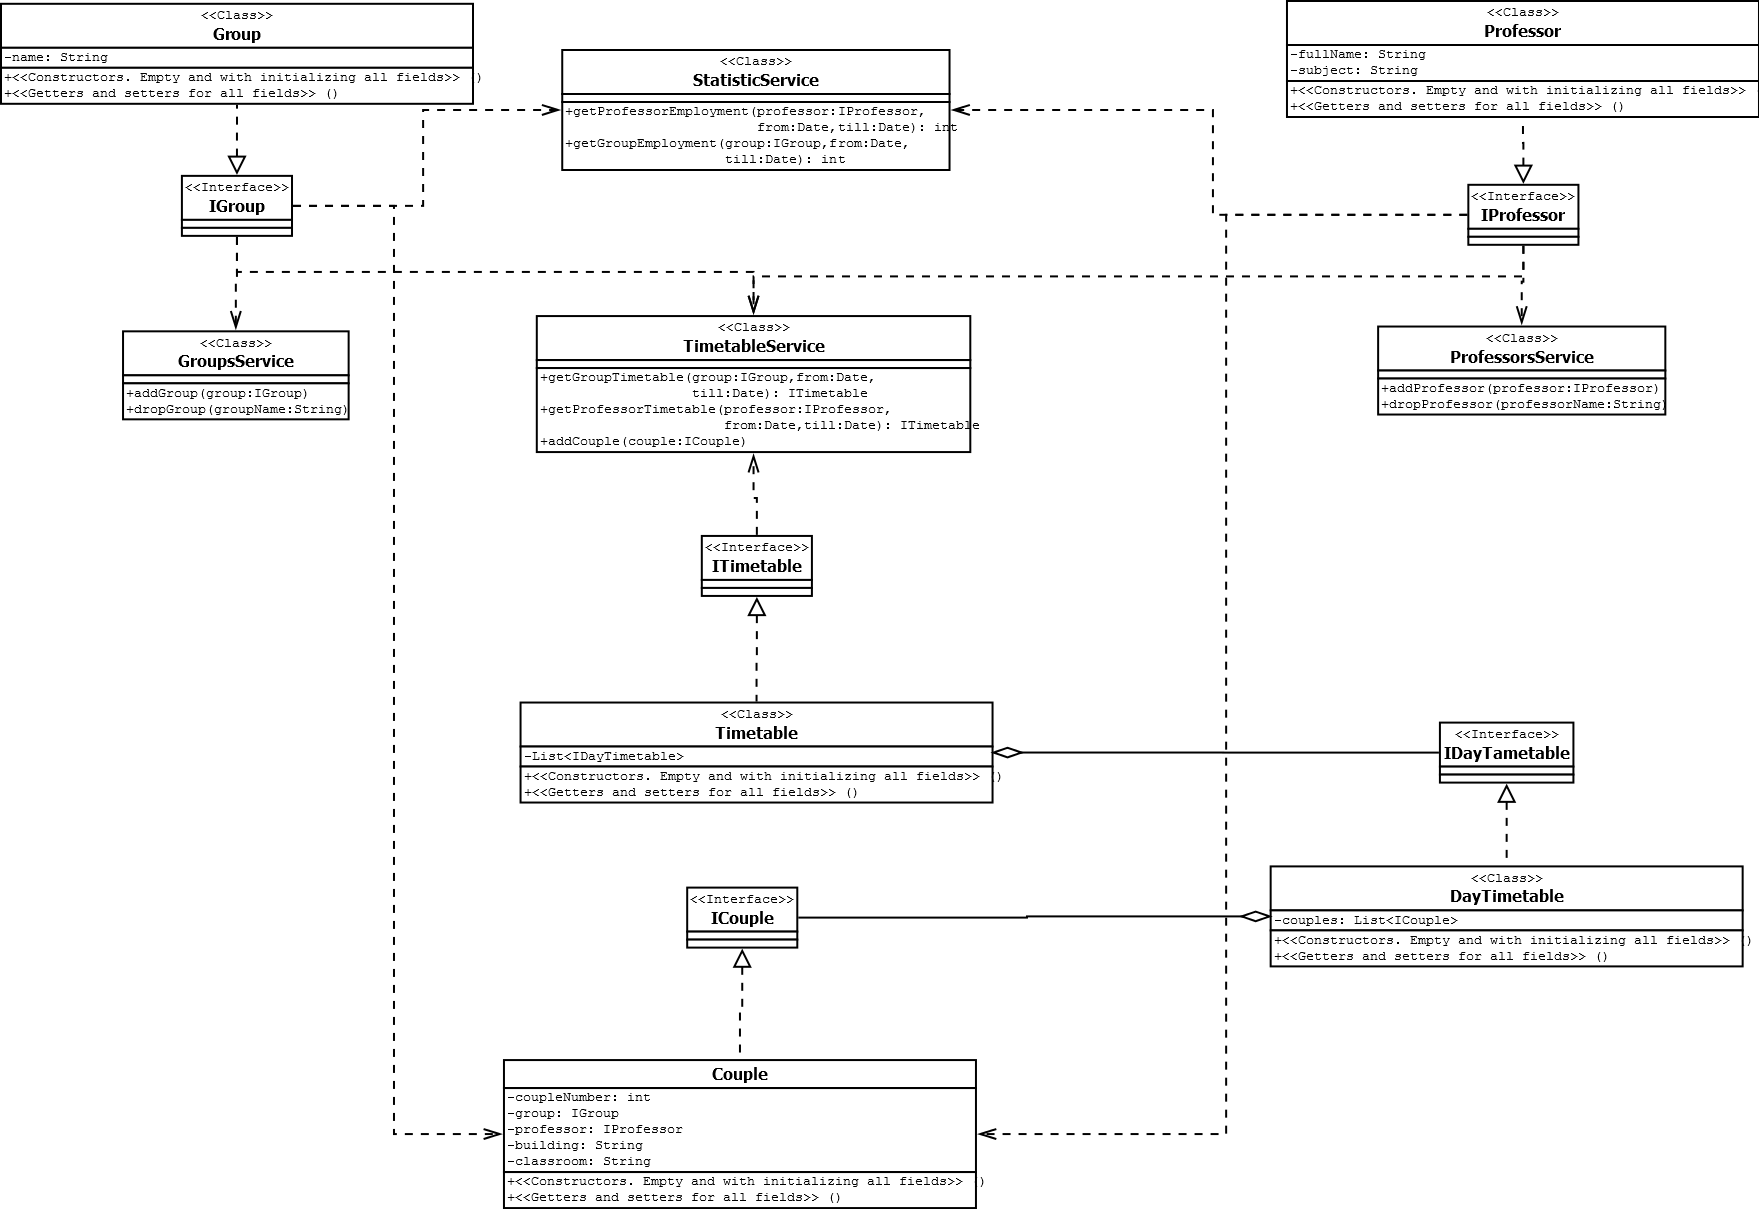 <<Class>>
Group
-name: String
+<<Constructors. Empty and with initializing all fields>> ()
+<<Getters and setters for all fields>> ()
<<Class>>
StatisticService
+getProfessorEmployment(professor:IProfessor,
from:Date,till:Date): int
+getGroupEmployment(group:IGroup,from:Date,
till:Date): int
<<Class>>
Professor
-fullName: String
-subject: String
+<<Constructors. Empty and with initializing all fields>>
+<<Getters and setters for all fields>> ()
<<Interface>>
IGroup
<<Interface>>
IProfessor
<<Class>>
GroupsService
+addGroup(group:IGroup)
+dropGroup(groupName:String)
<<Class>>
TimetableService
+getGroupTimetable(group:IGroup,from:Date,
till:Date): ITimetable
+getProfessorTimetable(professor:IProfessor,
from:Date,till:Date): ITimetable
+addCouple(couple:ICouple)
<<Class>>
ProfessorsService
+addProfessor(professor:IProfessor)
+dropProfessor(professorName:String)
<<Interface>>
ITimetable
<<Class>>
Timetable
-List<IDayTimetable>
+<<Constructors. Empty and with initializing all fields>> ()
+<<Getters and setters for all fields>> ()
<<Interface>>
IDayTametable
<<Interface>>
ICouple
<<Class>>
DayTimetable
-couples: List<ICouple>
+<<Constructors. Empty and with initializing all fields>> ()
+<<Getters and setters for all fields>> ()
Couple
-coupleNumber: int
-group: IGroup
-professor: IProfessor
-building: String
-classroom: String
+<<Constructors. Empty and with initializing all fields>> ()
+<<Getters and setters for all fields>> ()